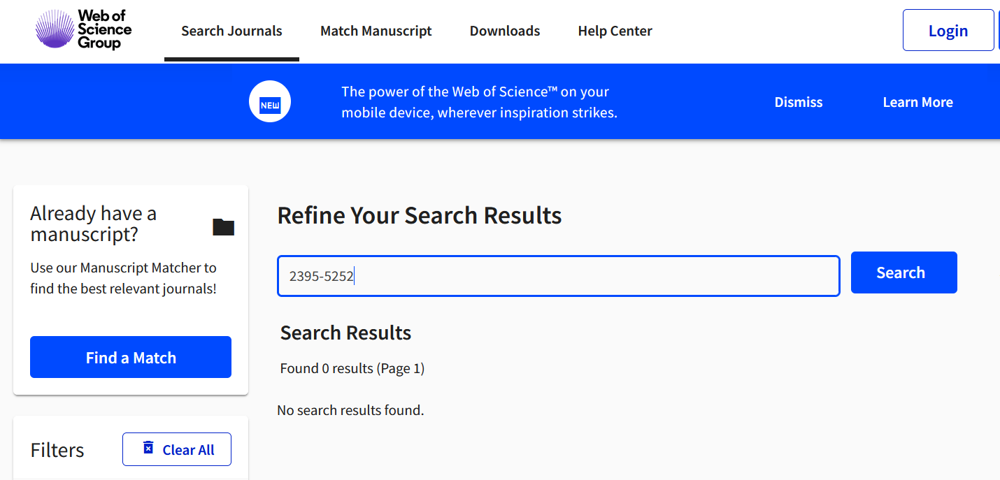 Web of
Science
Group
Search Journals
Match Manuscript
Downloads
Help Center
Login
NEW
The power of the Web of Science™ on your
mobile device, wherever inspiration strikes.
Dismiss
Learn More
Already have a
manuscript?
Use our Manuscript Matcher to
find the best relevant journals!
Find a Match
Filters
Clear All
Refine Your Search Results
2395-5252
Search
Search Results
Found 0 results (Page 1)
No search results found.